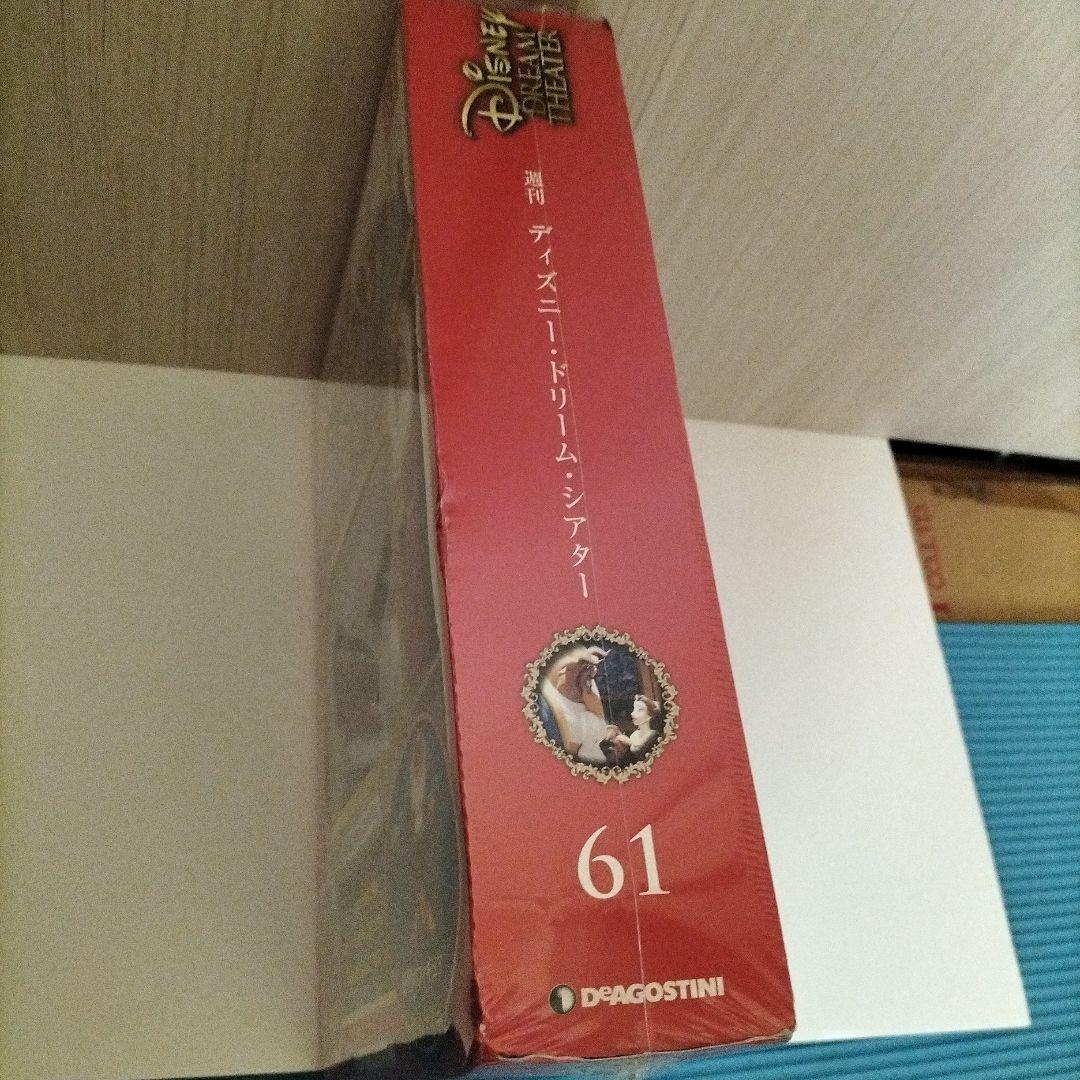 DISNEY
DREAM
THEATER
週刊 ディズニー・ドリーム・シアター
61
DeAGOSTINI